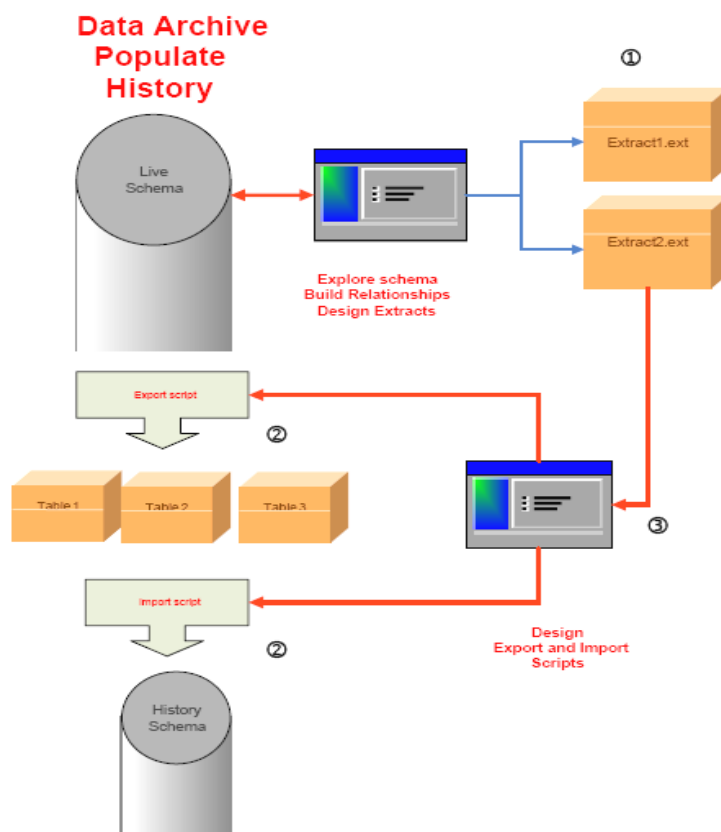 Data Archive
Populate
History
①
Live
Schema
Extract1.ext
Extract2.ext
Explore schema
Build Relationships
Design Extracts
Export script
②
Table 1
Table 2
Table 3
③
Import script
②
Design
Export and Import
Scripts
History
Schema